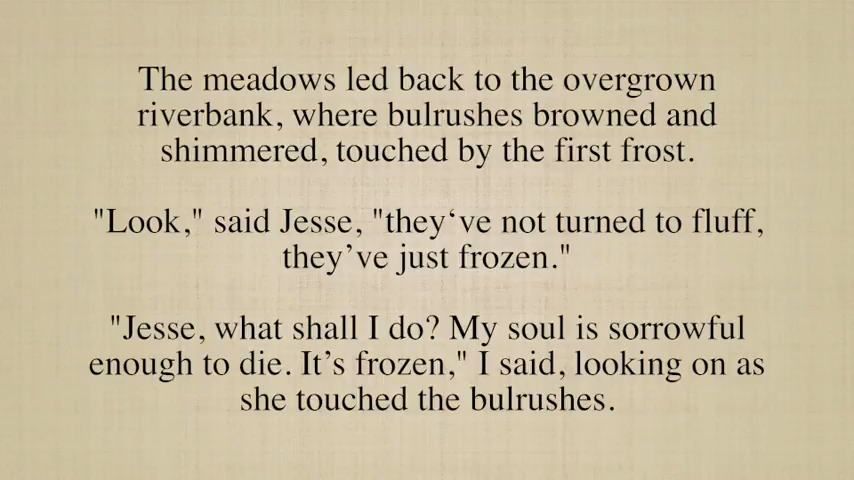 The meadows led back to the overgrown
riverbank, where bulrushes browned and
shimmered, touched by the first frost.
"Look," said Jesse, "they‘ve not turned to fluff,
they’ve just frozen."
"Jesse, what shall I do? My soul is sorrowful
enough to die. It’s frozen," I said, looking on as
she touched the bulrushes.